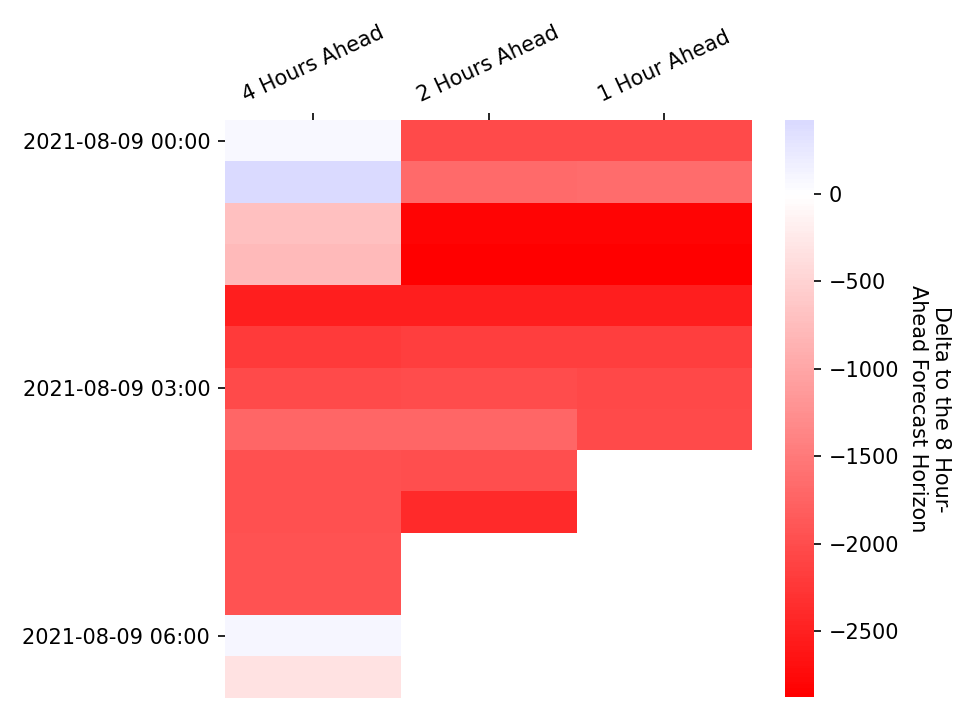 4 Hours Ahead
2 Hours Ahead
1 Hour Ahead
2021-08-09 00:00
2021-08-09 03:00
2021-08-09 06:00
0
−500
−1000
−1500
−2000
−2500
Delta to the 8 Hour-
Ahead Forecast Horizon